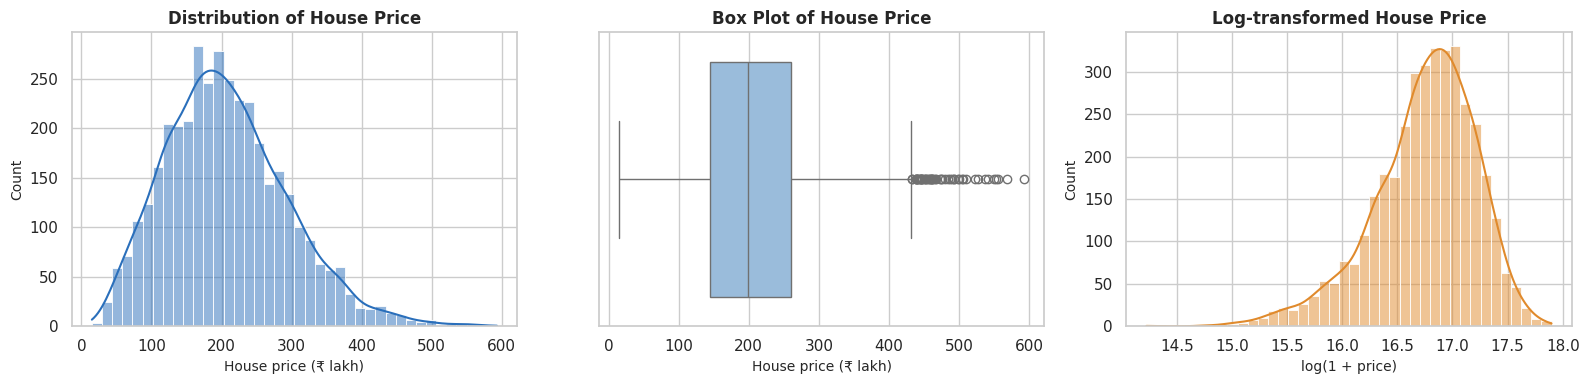 Distribution of House Price
Count
250
200
150
100
50
0
0 100 200 300 400 500 600
House price (₹ lakh)
Box Plot of House Price
0 100 200 300 400 500 600
House price (₹ lakh)
Log-transformed House Price
Count
300
250
200
150
100
50
0
14.5 15.0 15.5 16.0 16.5 17.0 17.5 18.0
log(1 + price)